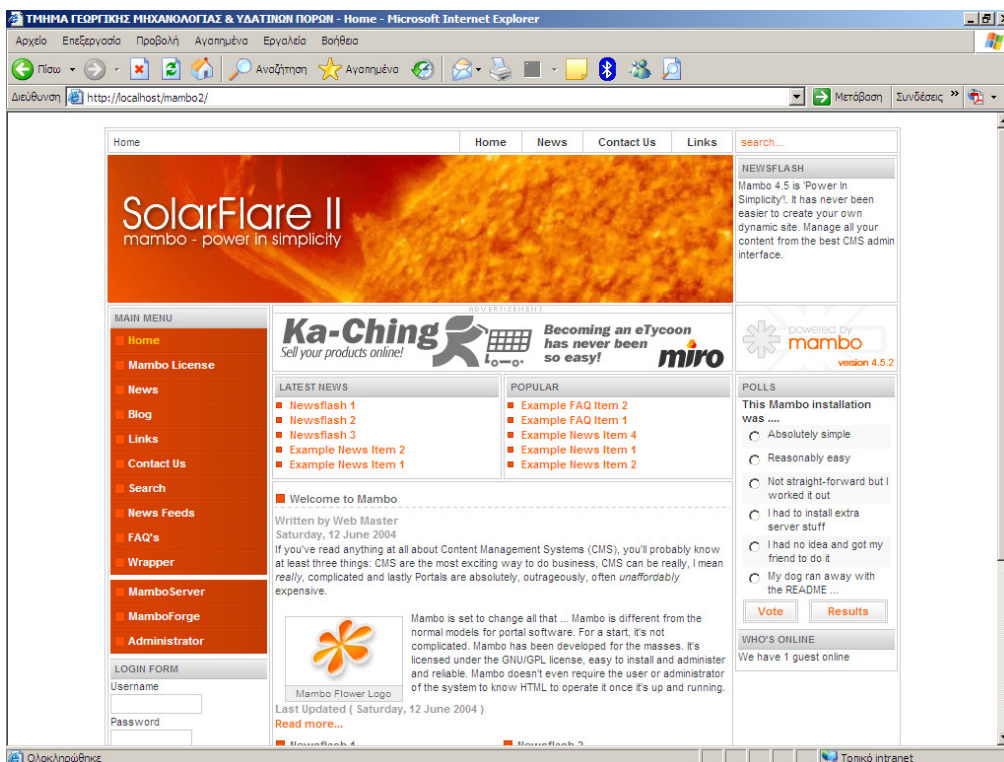 ΤΜΗΜΑ ΓΕΩΡΓΙΚΗΣ ΜΗΧΑΝΟΛΟΓΙΑΣ & ΥΔΑΤΙΝΩΝ ΠΟΡΩΝ - Home - Microsoft Internet Explorer
Αρχείο Επεξεργασία Προβολή Αγαπημένα Εργαλεία Βοήθεια
Πίσω Αναζήτηση Αγαπημένα
Διεύθυνση http://localhost/mambo2/ Μετάβαση Συνδέσεις »
Home Home News Contact Us Links search...
SolarFlare II
mambo - power in simplicity
NEWSFLASH
Mambo 4.5 is 'Power In
Simplicity'!. It has never been
easier to create your own
dynamic site. Manage all your
content from the best CMS admin
interface.
MAIN MENU
Home
Mambo License
News
Blog
Links
Contact Us
Search
News Feeds
FAQ's
Wrapper
MamboServer
MamboForge
Administrator
LOGIN FORM
Username
Password
ADVERTISEMENT
Ka-Ching
Sell your products online!
Becoming an eTycoon
has never been
so easy!
miro
powered by
mambo
version 4.5.2
LATEST NEWS
Newsflash 1
Newsflash 2
Newsflash 3
Example News Item 2
Example News Item 1
POPULAR
Example FAQ Item 2
Example FAQ Item 1
Example News Item 4
Example News Item 1
Example News Item 2
Welcome to Mambo
Written by Web Master
Saturday, 12 June 2004
If you've read anything at all about Content Management Systems (CMS), you'll probably know
at least three things: CMS are the most exciting way to do business, CMS can be really, I mean
really, complicated and lastly Portals are absolutely, outrageously, often unaffordably
expensive.
Mambo Flower Logo
Mambo is set to change all that ... Mambo is different from the
normal models for portal software. For a start, it's not
complicated. Mambo has been developed for the masses. It's
licensed under the GNU/GPL license, easy to install and administer
and reliable. Mambo doesn't even require the user or administrator
of the system to know HTML to operate it once it's up and running.
Last Updated ( Saturday, 12 June 2004 )
Read more...
Newsflash 1 Newsflash 2
POLLS
This Mambo installation
was ....
Absolutely simple
Reasonably easy
Not straight-forward but I
worked it out
I had to install extra
server stuff
I had no idea and got my
friend to do it
My dog ran away with
the README ...
Vote Results
WHO'S ONLINE
We have 1 guest online
Ολοκληρώθηκε Τοπικό intranet